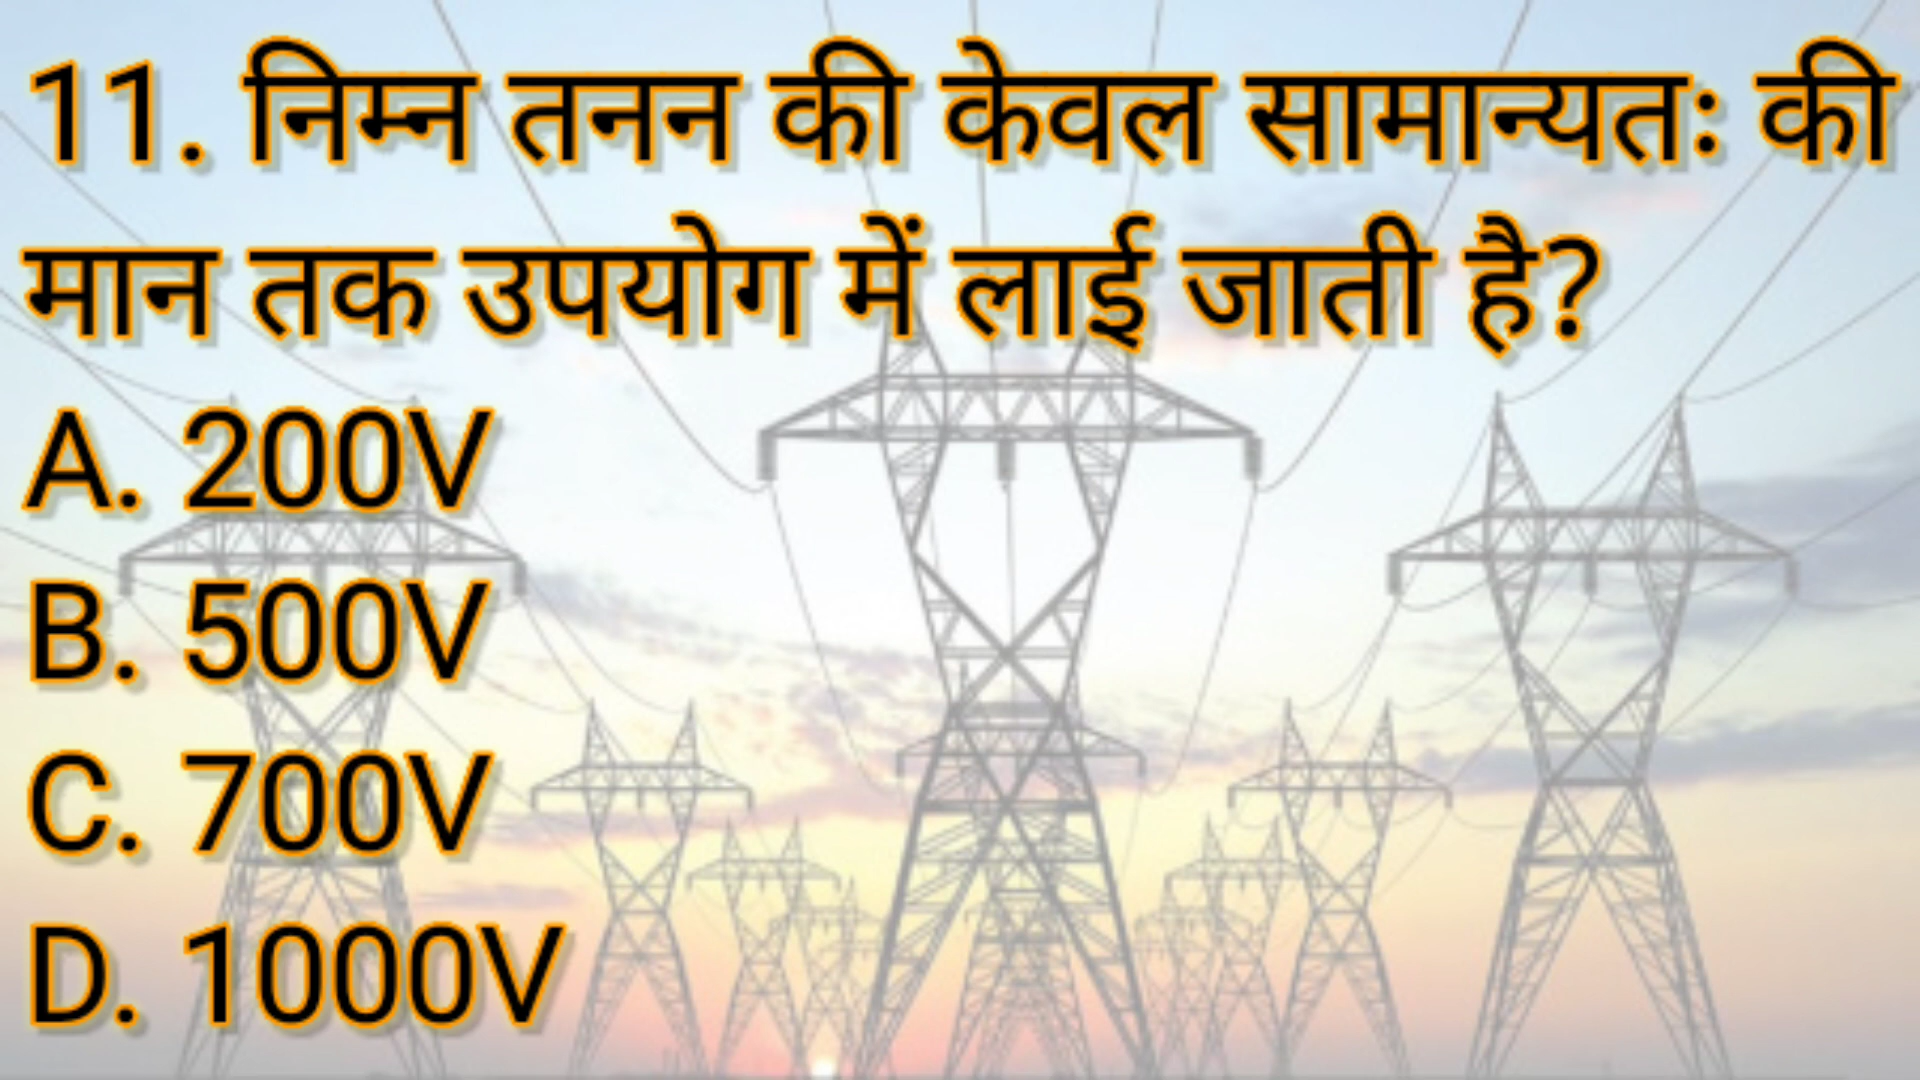 11. निम्न तनन की केवल सामान्यतः की
मान तक उपयोग में लाई जाती है?
A. 200V
B. 500V
C. 700V
D. 1000V